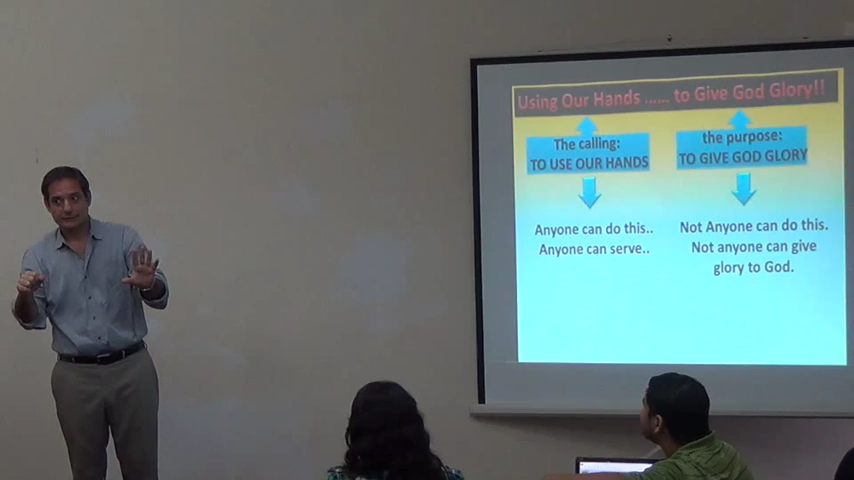 Using Our Hands ...... to Give God Glory!!
The calling:
TO USE OUR HANDS
the purpose:
TO GIVE GOD GLORY
Anyone can do this..
Anyone can serve..
Not Anyone can do this.
Not anyone can give
glory to God.